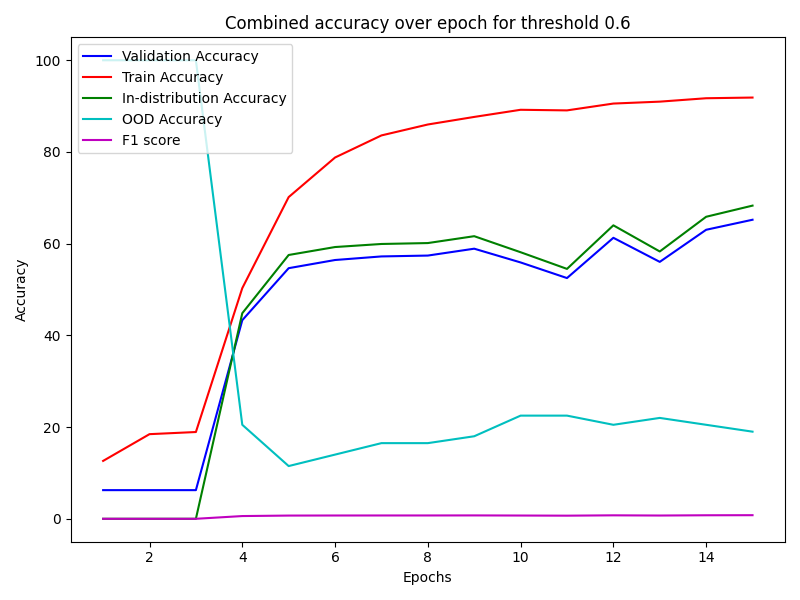 Combined accuracy over epoch for threshold 0.6
Validation Accuracy
Train Accuracy
In-distribution Accuracy
OOD Accuracy
F1 score
100
80
60
40
20
0
Accuracy
2 4 6 8 10 12 14
Epochs